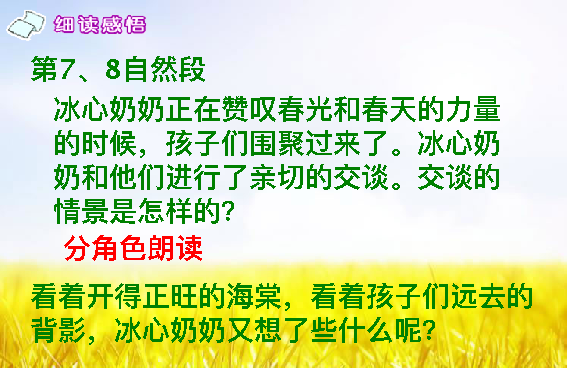 细读感悟
第7、8自然段
冰心奶奶正在赞叹春光和春天的力量
的时候，孩子们围聚过来了。冰心奶
奶和他们进行了亲切的交谈。交谈的
情景是怎样的？
分角色朗读
看着开得正旺的海棠，看着孩子们远去的
背影，冰心奶奶又想了些什么呢？